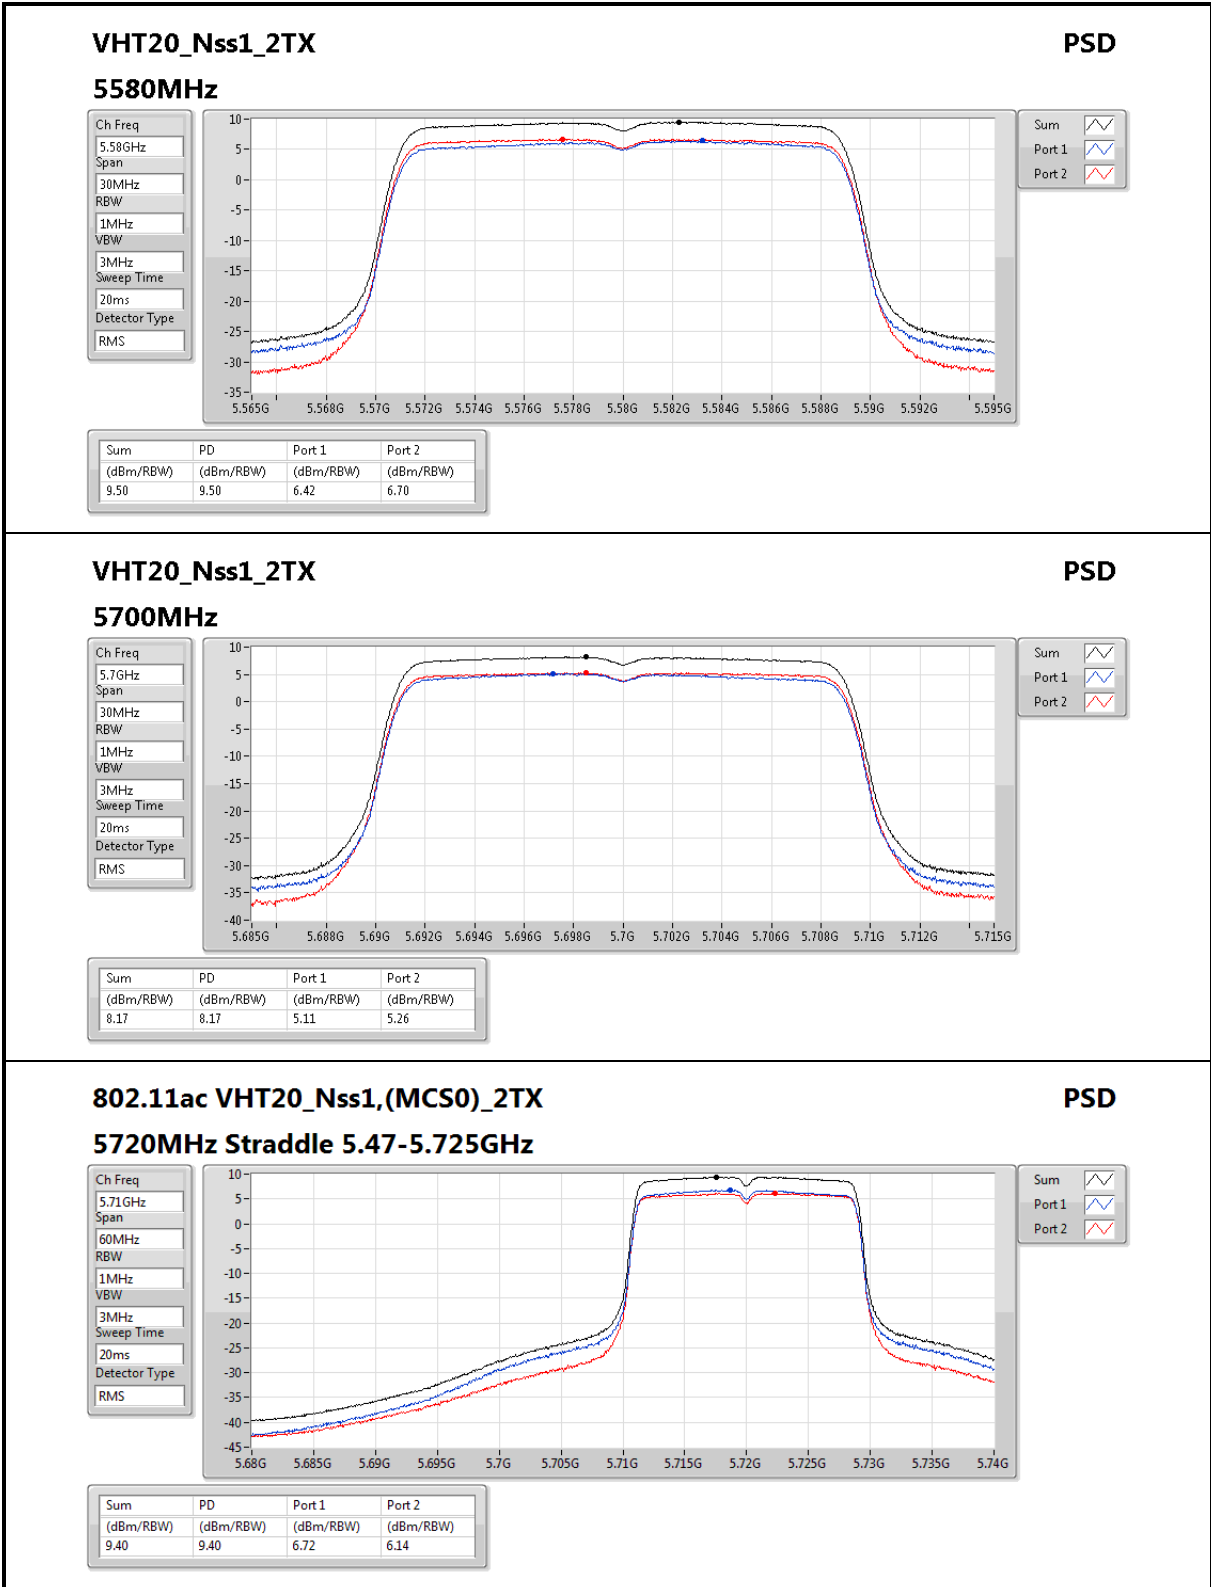 VHT20_Nss1_2TX PSD
5580MHz
Ch Freq
5.58GHz
Span
30MHz
RBW
1MHz
VBW
3MHz
Sweep Time
20ms
Detector Type
RMS
10
5
0
-5
-10
-15
-20
-25
-30
-35
5.565G 5.568G 5.57G 5.572G 5.574G 5.576G 5.578G 5.58G 5.582G 5.584G 5.586G 5.588G 5.59G 5.592G 5.595G
Sum
Port 1
Port 2
Sum PD Port 1 Port 2
(dBm/RBW) (dBm/RBW) (dBm/RBW) (dBm/RBW)
9.50 9.50 6.42 6.70
VHT20_Nss1_2TX PSD
5700MHz
Ch Freq
5.7GHz
Span
30MHz
RBW
1MHz
VBW
3MHz
Sweep Time
20ms
Detector Type
RMS
10
5
0
-5
-10
-15
-20
-25
-30
-35
-40
5.685G 5.688G 5.69G 5.692G 5.694G 5.696G 5.698G 5.7G 5.702G 5.704G 5.706G 5.708G 5.71G 5.712G 5.715G
Sum
Port 1
Port 2
Sum PD Port 1 Port 2
(dBm/RBW) (dBm/RBW) (dBm/RBW) (dBm/RBW)
8.17 8.17 5.11 5.26
802.11ac VHT20_Nss1,(MCS0)_2TX PSD
5720MHz Straddle 5.47-5.725GHz
Ch Freq
5.71GHz
Span
60MHz
RBW
1MHz
VBW
3MHz
Sweep Time
20ms
Detector Type
RMS
10
5
0
-5
-10
-15
-20
-25
-30
-35
-40
-45
5.68G 5.685G 5.69G 5.695G 5.7G 5.705G 5.71G 5.715G 5.72G 5.725G 5.73G 5.735G 5.74G
Sum
Port 1
Port 2
Sum PD Port 1 Port 2
(dBm/RBW) (dBm/RBW) (dBm/RBW) (dBm/RBW)
9.40 9.40 6.72 6.14